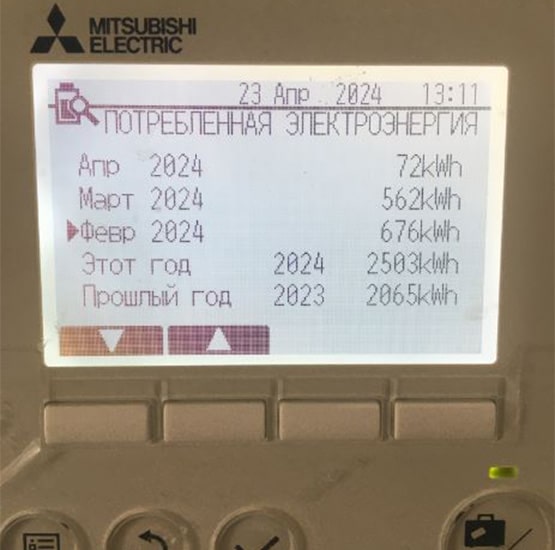 MITSUBISHI
ELECTRIC
23 Апр 2024 13:11
ПОТРЕБЛЕННАЯ ЭЛЕКТРОЭНЕРГИЯ
Апр 2024 72kWh
Март 2024 562kWh
Февр 2024 676kWh
Этот год 2024 2503kWh
Прошлый год 2023 2065kWh